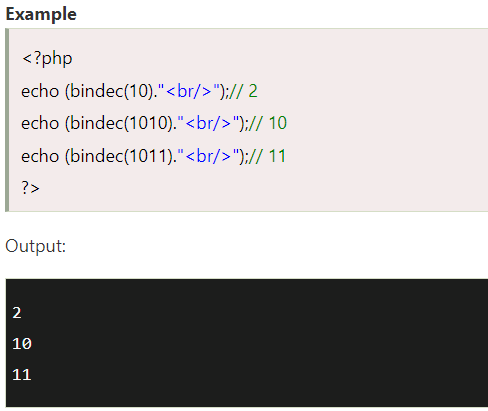 Example
<?php
echo (bindec(10)."<br/>");// 2
echo (bindec(1010)."<br/>");// 10
echo (bindec(1011)."<br/>");// 11
?>
Output:
2
10
11